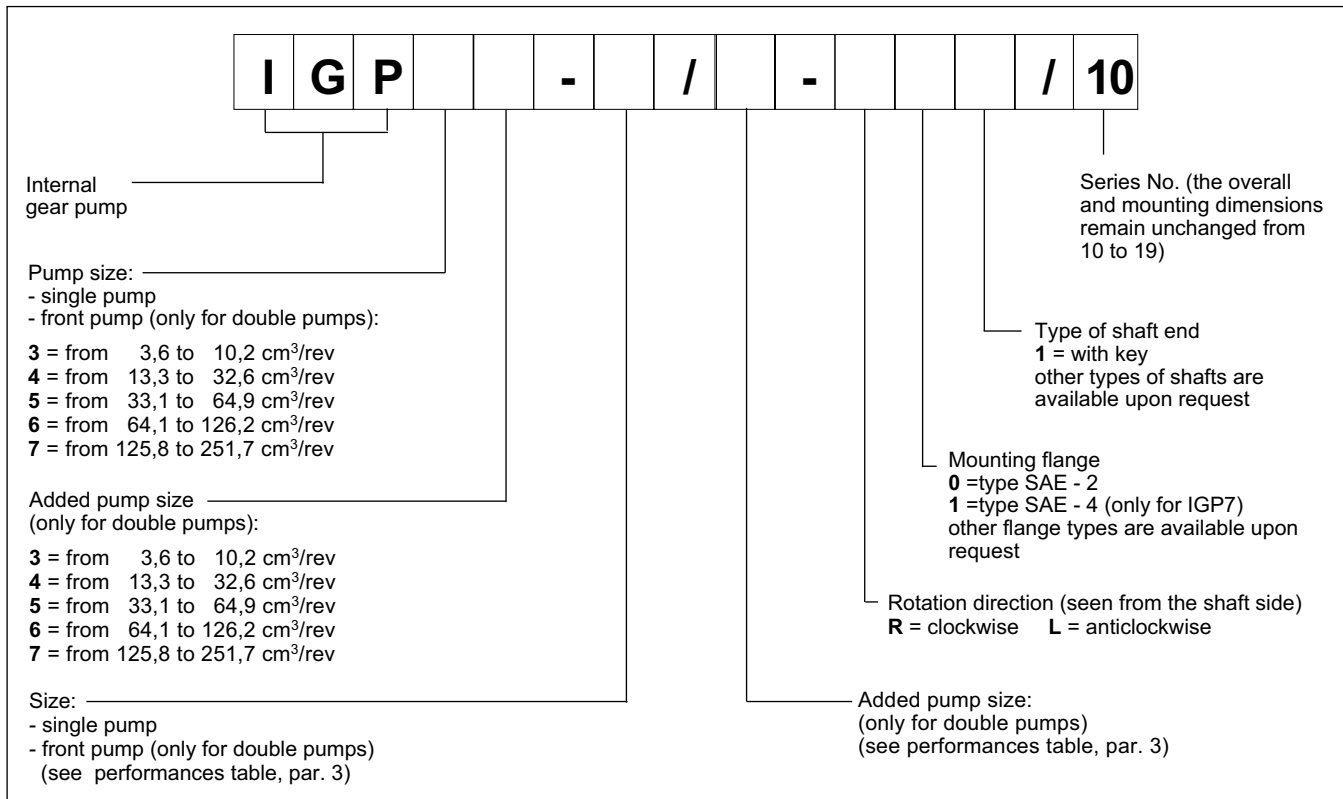 I G P - / - / 10
Internal
gear pump
Pump size:
- single pump
- front pump (only for double pumps):
3 = from 3,6 to 10,2 cm³/rev
4 = from 13,3 to 32,6 cm³/rev
5 = from 33,1 to 64,9 cm³/rev
6 = from 64,1 to 126,2 cm³/rev
7 = from 125,8 to 251,7 cm³/rev
Added pump size
(only for double pumps):
3 = from 3,6 to 10,2 cm³/rev
4 = from 13,3 to 32,6 cm³/rev
5 = from 33,1 to 64,9 cm³/rev
6 = from 64,1 to 126,2 cm³/rev
7 = from 125,8 to 251,7 cm³/rev
Size:
- single pump
- front pump (only for double pumps)
(see performances table, par. 3)
Series No. (the overall
and mounting dimensions
remain unchanged from
10 to 19)
Type of shaft end
1 = with key
other types of shafts are
available upon request
Mounting flange
0 =type SAE - 2
1 =type SAE - 4 (only for IGP7)
other flange types are available upon
request
Rotation direction (seen from the shaft side)
R = clockwise L = anticlockwise
Added pump size:
(only for double pumps)
(see performances table, par. 3)